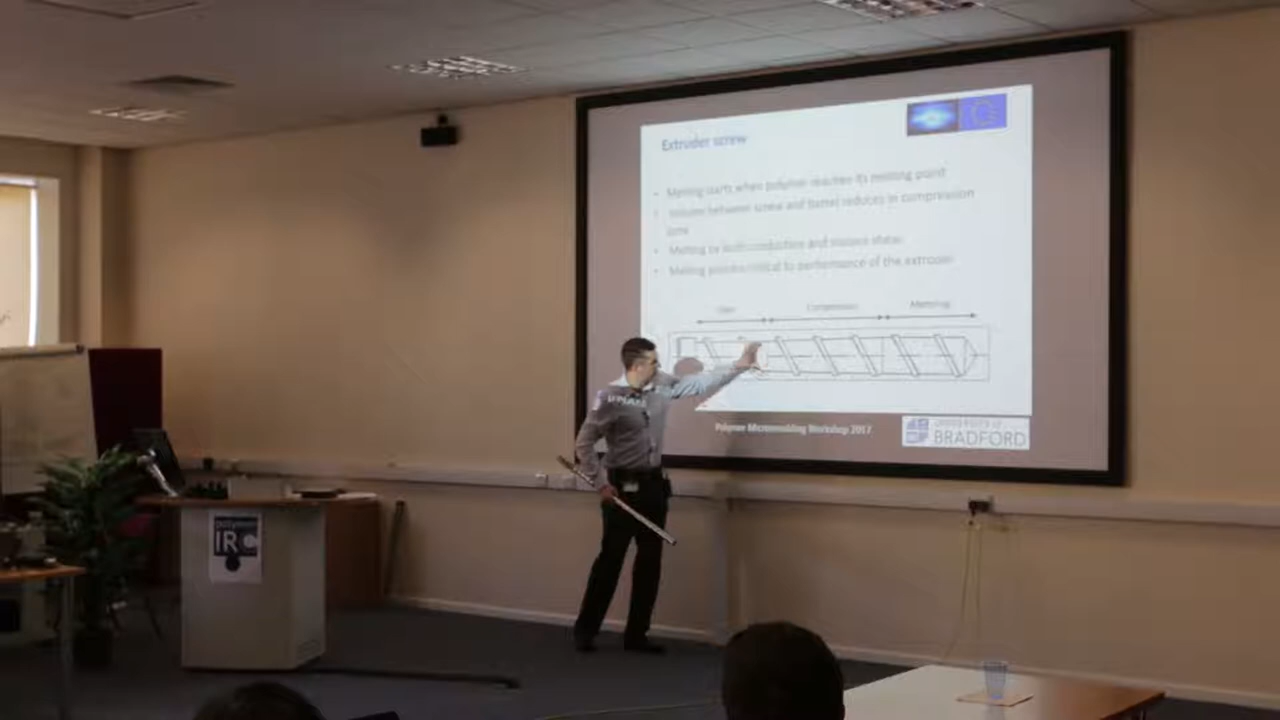 Extruder screw
Melting starts when polymer reaches its melting point
Volume between screw and barrel reduces in compression
zone
Melting by both conduction and viscous shear
Melting process critical to performance of the extruder
Compression
Metering
Polymer Micromoulding Workshop 2017
UNIVERSITY OF
BRADFORD
polymer
IRC